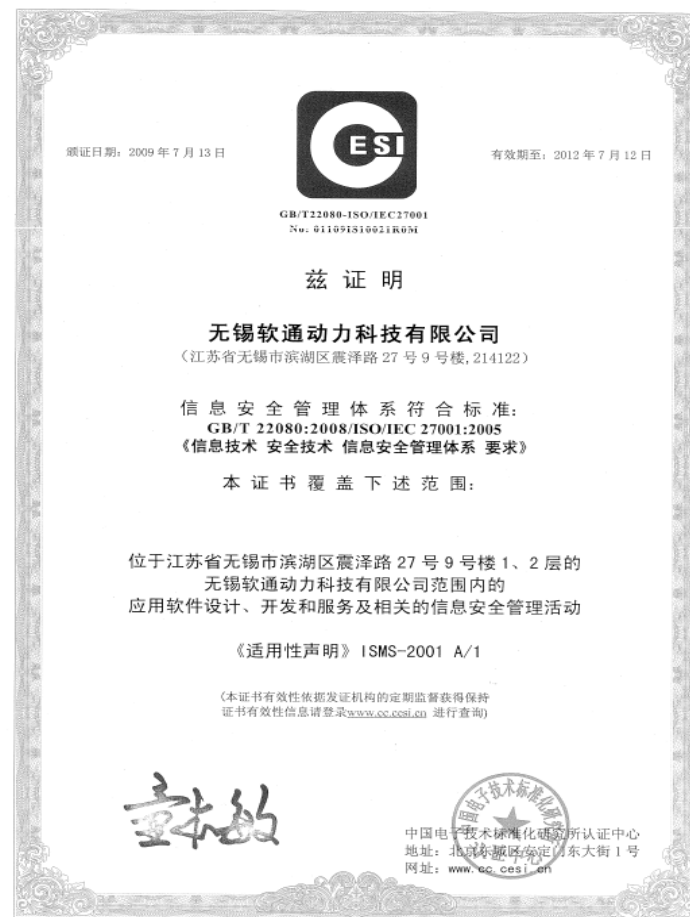 颁证日期：2009 年 7 月 13 日
CESI
有效期至：2012 年 7 月 12 日
GB/T22080-ISO/IEC27001
No: 01109IS10021R0M
兹 证 明
无锡软通动力科技有限公司
（江苏省无锡市滨湖区震泽路 27 号 9 号楼,214122）
信 息 安 全 管 理 体 系 符 合 标 准：
GB/T 22080:2008/ISO/IEC 27001:2005
《信息技术 安全技术 信息安全管理体系 要求》
本 证 书 覆 盖 下 述 范 围：
位于江苏省无锡市滨湖区震泽路 27 号 9 号楼 1、2 层的
无锡软通动力科技有限公司范围内的
应用软件设计、开发和服务及相关的信息安全管理活动
《适用性声明》ISMS-2001 A/1
（本证书有效性依据发证机构的定期监督获得保持
证书有效性信息请登录www.cc.cesi.cn 进行查询）
中国电子技术标准化研究所认证中心
地址：北京东城区安定门东大街 1 号
网址：www.cc.cesi.cn